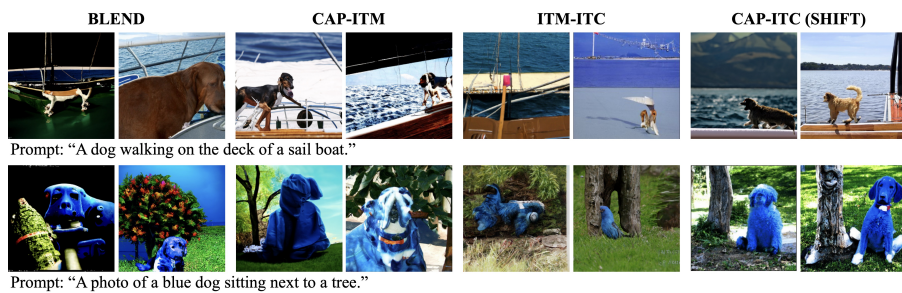 BLEND CAP-ITM ITM-ITC CAP-ITC (SHIFT)
Prompt: “A dog walking on the deck of a sail boat.”
Prompt: “A photo of a blue dog sitting next to a tree.”